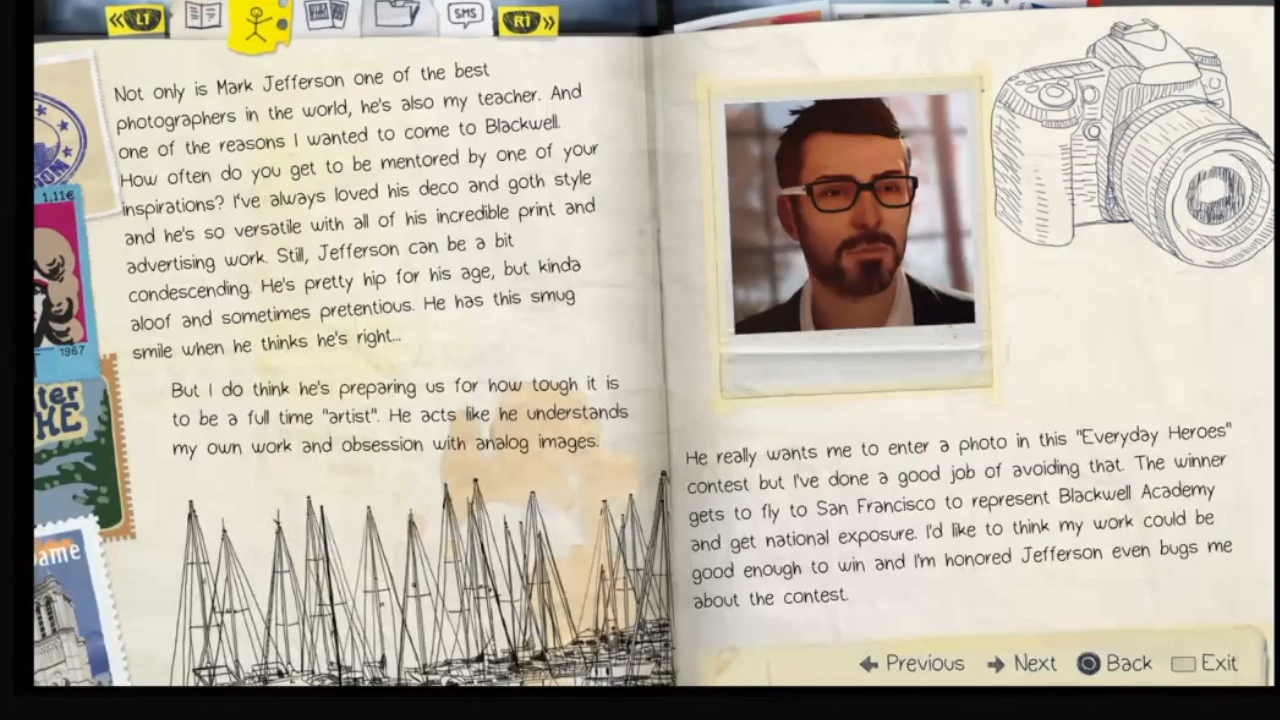 L1
SMS
R1
Not only is Mark Jefferson one of the best
photographers in the world, he's also my teacher. And
one of the reasons I wanted to come to Blackwell.
How often do you get to be mentored by one of your
inspirations? I've always loved his deco and goth style
and he's so versatile with all of his incredible print and
advertising work. Still, Jefferson can be a bit
condescending. He's pretty hip for his age, but kinda
aloof and sometimes pretentious. He has this smug
smile when he thinks he's right...
But I do think he's preparing us for how tough it is
to be a full time "artist". He acts like he understands
my own work and obsession with analog images.
1,11€
1967
ter
ame
He really wants me to enter a photo in this "Everyday Heroes"
contest but I've done a good job of avoiding that. The winner
gets to fly to San Francisco to represent Blackwell Academy
and get national exposure. I'd like to think my work could be
good enough to win and I'm honored Jefferson even bugs me
about the contest.
Previous Next Back Exit